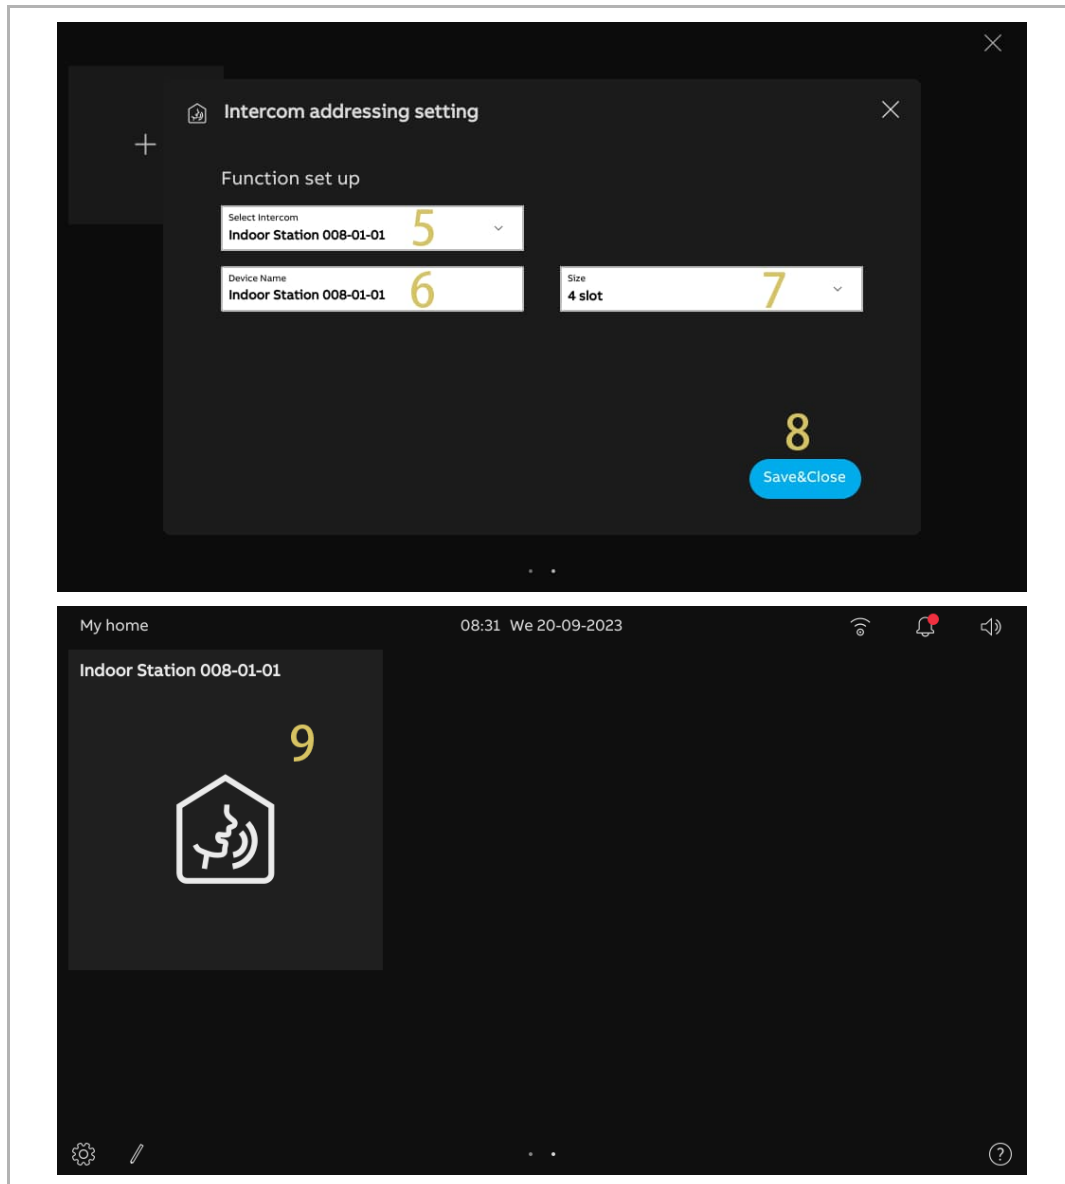 Intercom addressing setting
+
Function set up
Select Intercom
Indoor Station 008-01-01
5
Device Name
Indoor Station 008-01-01
6
Size
4 slot
7
8
Save&Close
My home
08:31 We 20-09-2023
Indoor Station 008-01-01
9
?